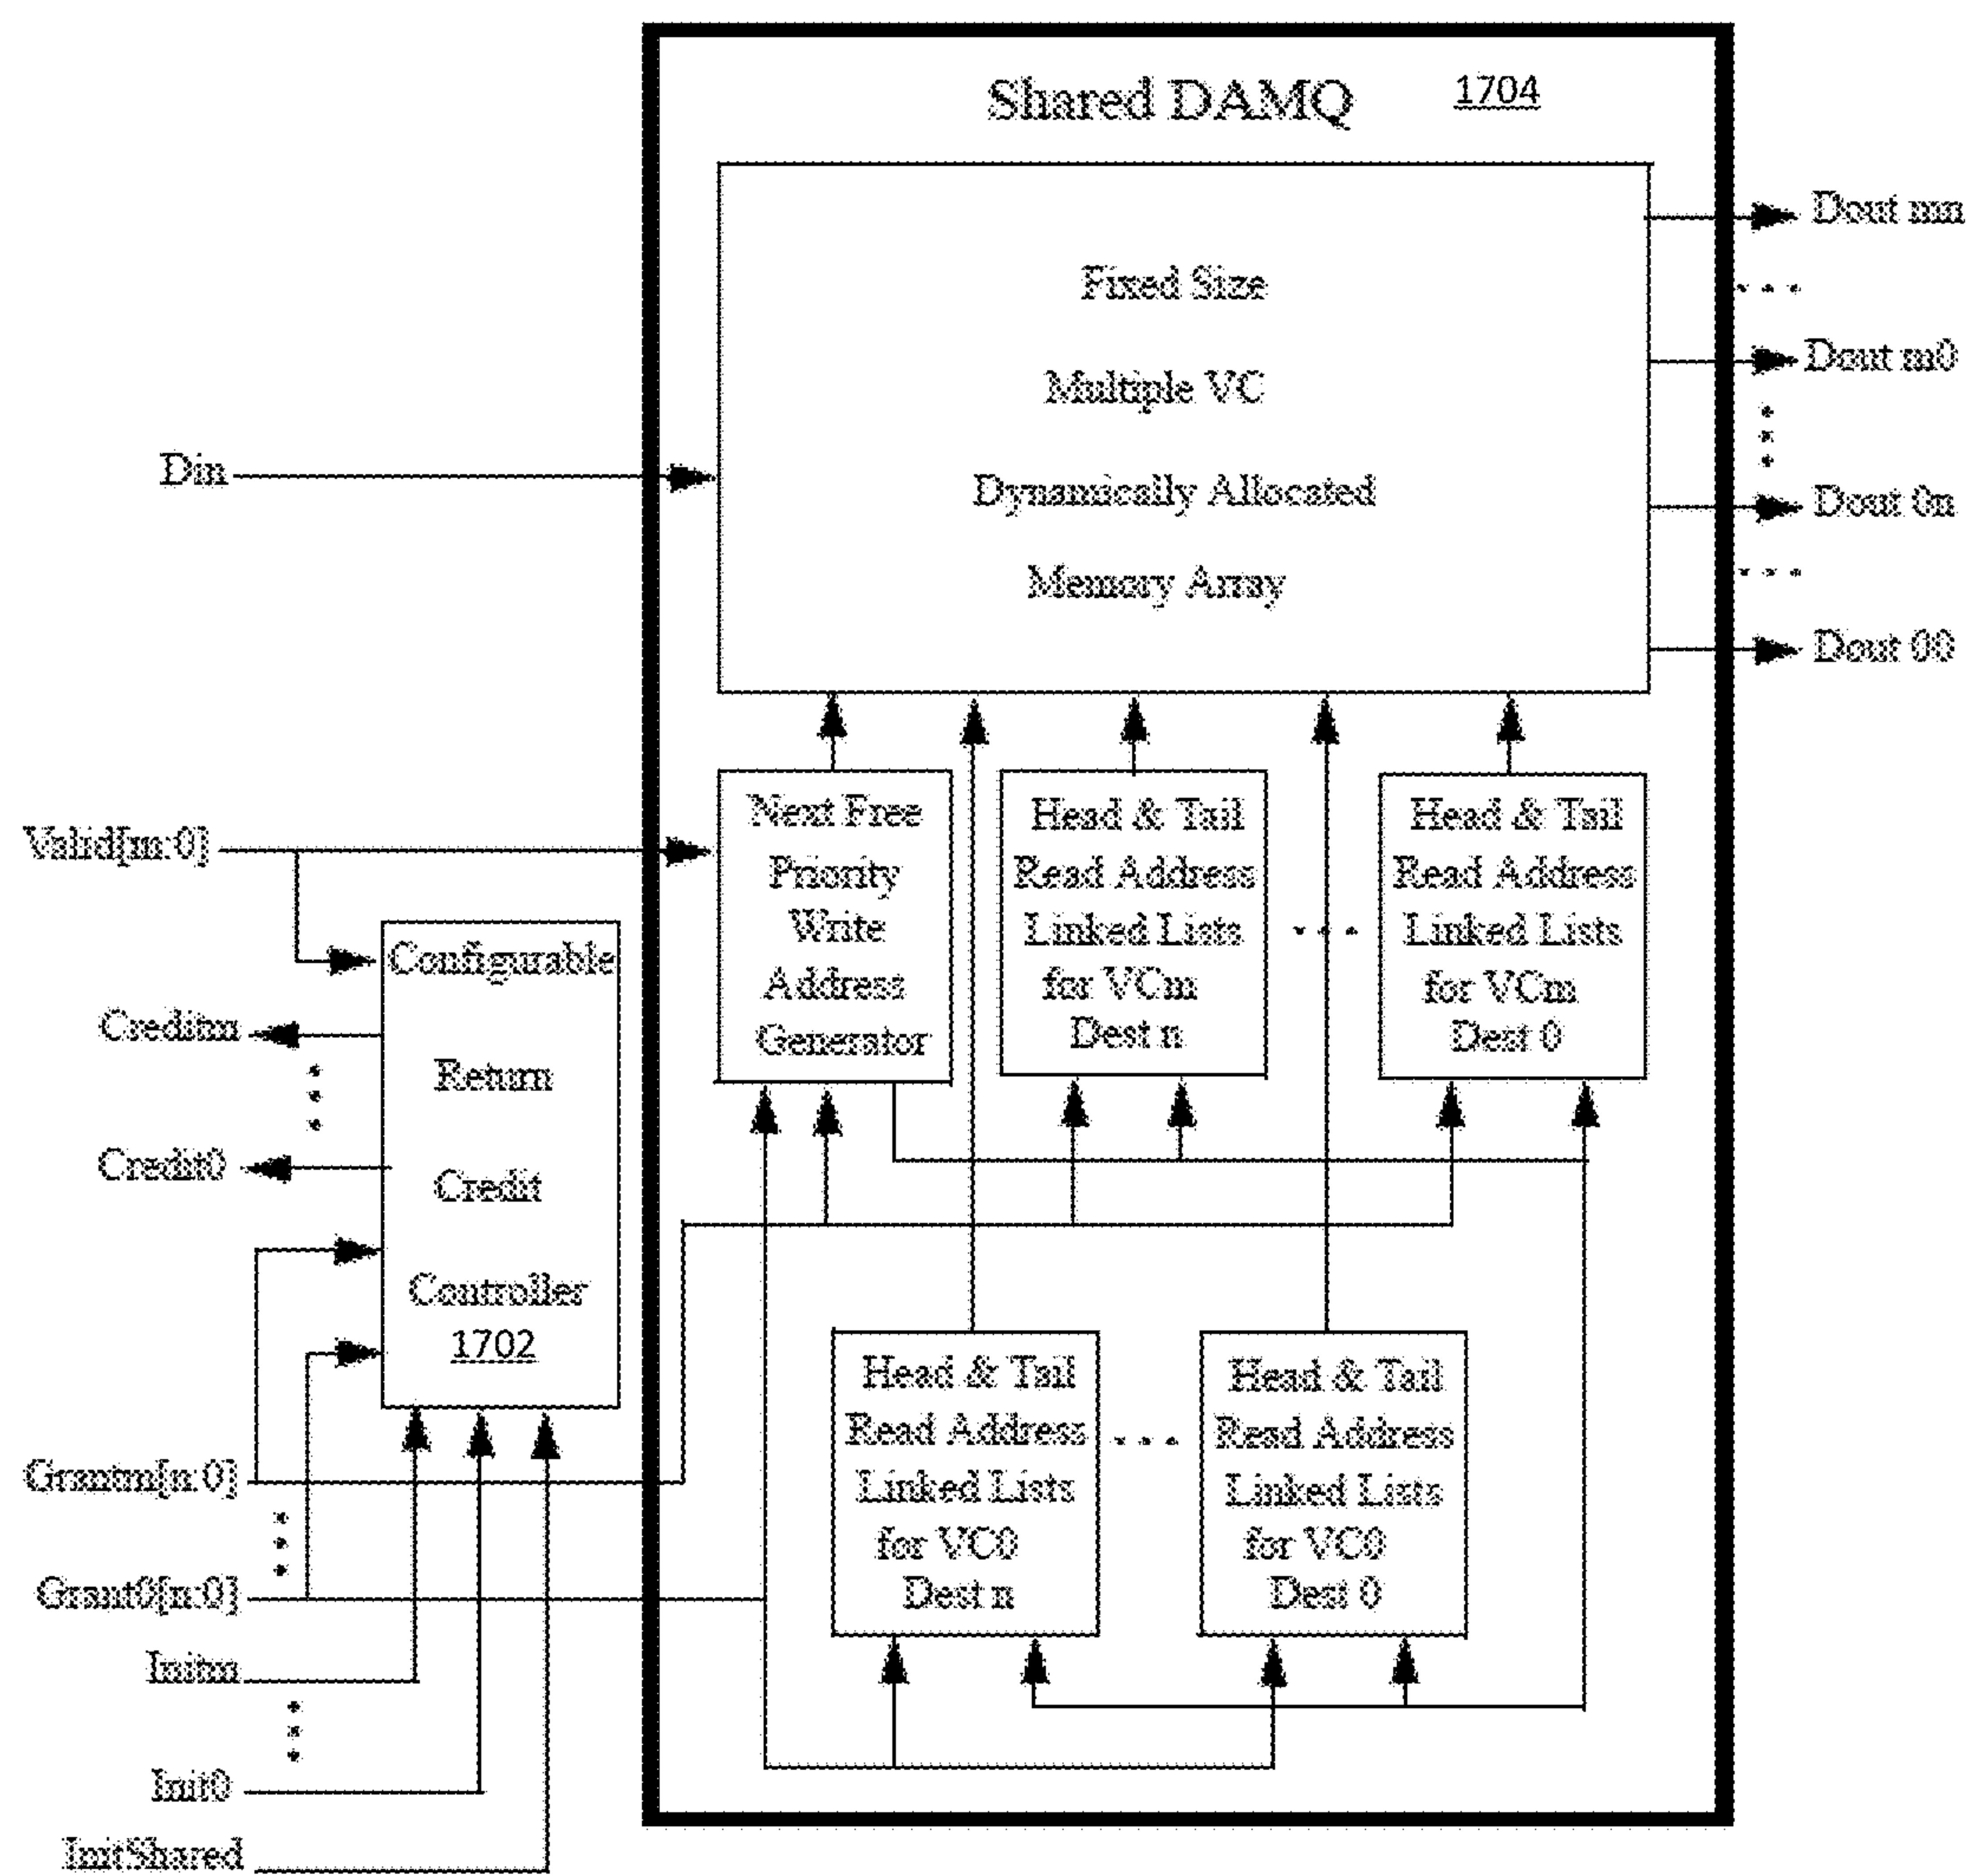 Shared DAMQ 1704
Fixed Size
Multiple VC
Dynamically Allocated
Memory Array
Din
Dout mn
Dout m0
Dout 0n
Dout 00
Valid[m:0]
Next Free
Priority
Write
Address
Generator
Head & Tail
Read Address
Linked Lists
for VCm
Dest n
Head & Tail
Read Address
Linked Lists
for VCm
Dest 0
Configurable
Return
Credit
Controller
1702
Creditm
Credit0
Grantm[n:0]
Grant0[n:0]
Initm
Init0
InitShared
Head & Tail
Read Address
Linked Lists
for VC0
Dest n
Head & Tail
Read Address
Linked Lists
for VC0
Dest 0